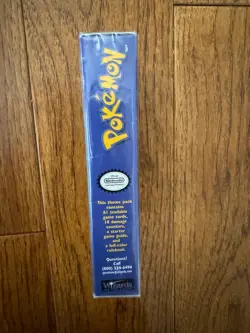 POKéMON
Nintendo
This theme pack
contains
61 tradable
game cards,
10 damage
counters,
a starter
game guide,
and a
full-color
rulebook.
Questions?
Call
(800) 324-6496
Wizards